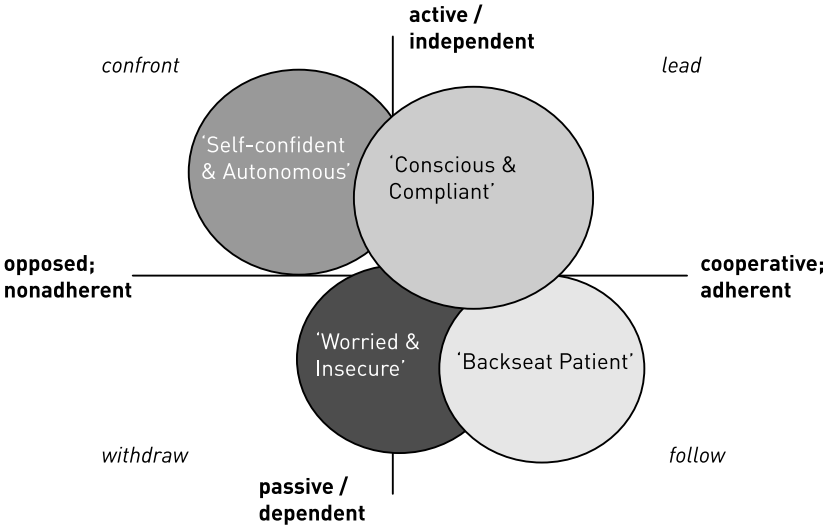 active /
independent
confront
lead
‘Self-confident
& Autonomous’
‘Conscious &
Compliant’
opposed;
nonadherent
cooperative;
adherent
‘Worried &
Insecure’
‘Backseat Patient’
withdraw
follow
passive /
dependent